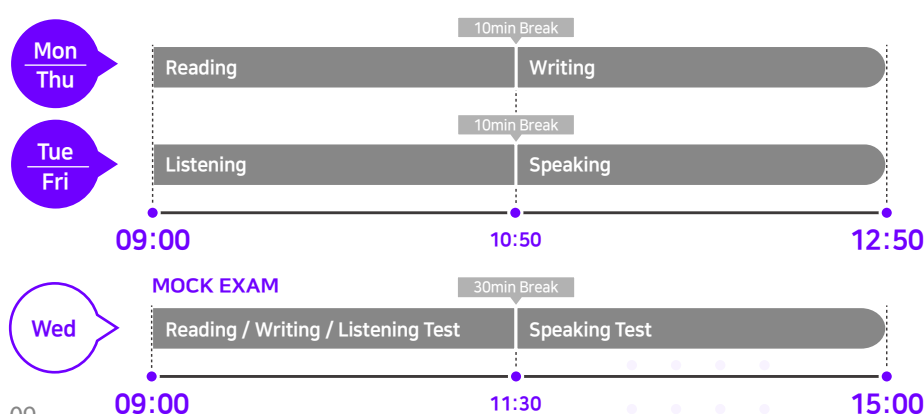 10min Break
Mon
Thu
Reading
Writing
10min Break
Tue
Fri
Listening
Speaking
09:00
10:50
12:50
MOCK EXAM
30min Break
Wed
Reading / Writing / Listening Test
Speaking Test
09:00
11:30
15:00